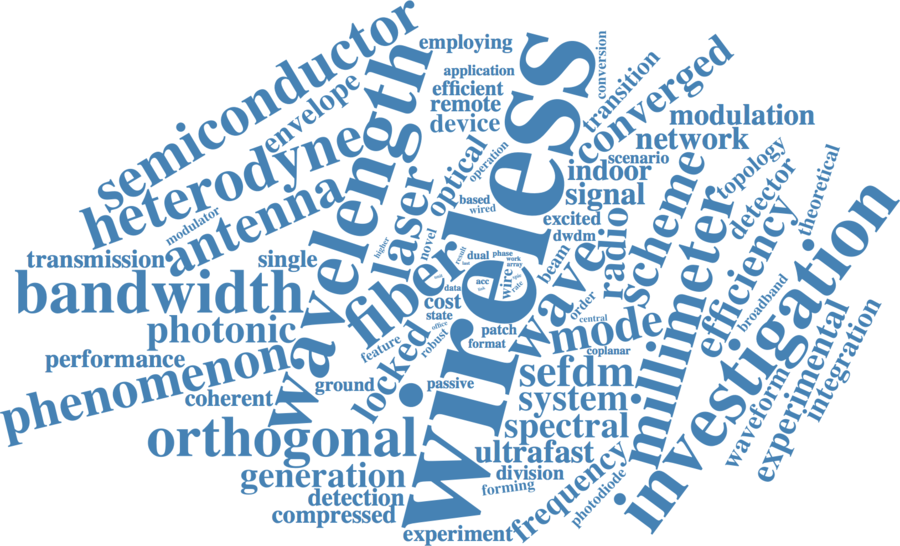 semiconductor
employing
conversion
application
transition
converged
envelope
efficient
remote
device
modulation
network
heterodyne
wavelength
wireless
optical
operation
scenario
indoor
signal
topology
detector
theoretical
antenna
modulator
laser
based
wired
excited
dwdm
radio
scheme
millimeter
efficiency
investigation
transmission
single
higher
fiber
novel
result
dual
phase
work
array
beam
wave
bandwidth
data
acc
wire
rate
cost
state
order
central
broadband
photonic
office
robust
patch
format
mode
coplanar
performance
feature
locked
phenomenon
coherent
ground
passive
sefdm
system
waveform
experimental
integration
orthogonal
spectral
ultrafast
generation
division
frequency
photodiode
detection
forming
compressed
experiment